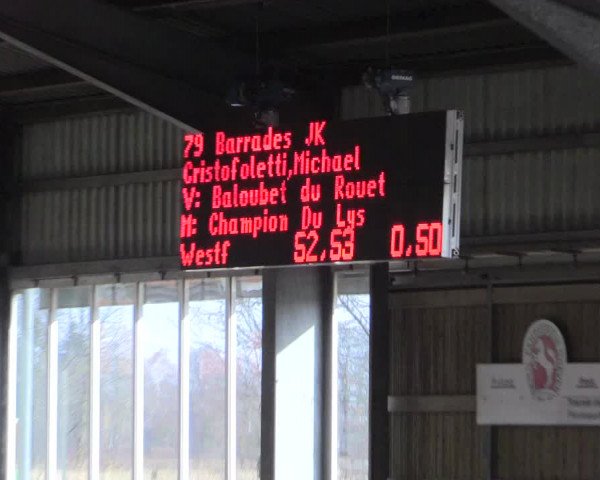 79 Barrades JK
Cristofoletti,Michael
V: Baloubet du Rouet
M: Champion Du Lys
Westf 52,53 0,50